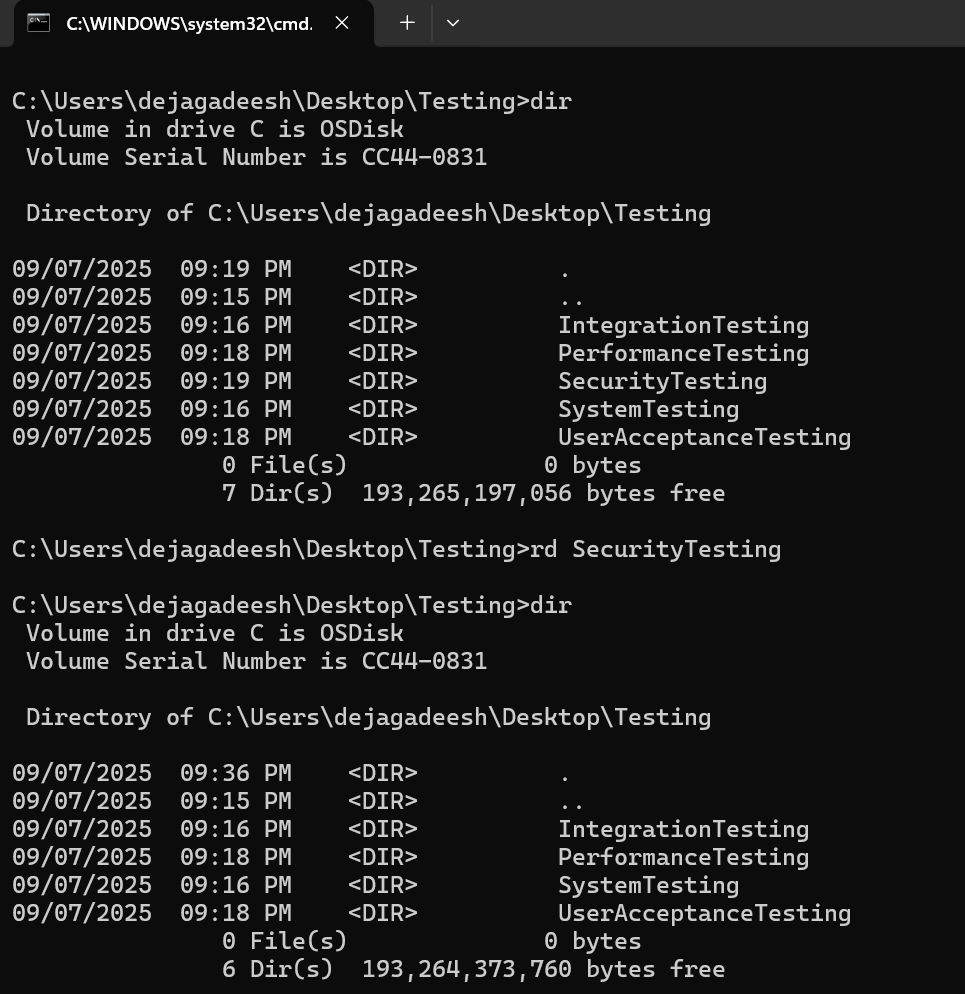 C:\WINDOWS\system32\cmd.
C:\Users\dejagadeesh\Desktop\Testing>dir
 Volume in drive C is OSDisk
 Volume Serial Number is CC44-0831
 Directory of C:\Users\dejagadeesh\Desktop\Testing
09/07/2025  09:19 PM    <DIR>          .
09/07/2025  09:15 PM    <DIR>          ..
09/07/2025  09:16 PM    <DIR>          IntegrationTesting
09/07/2025  09:18 PM    <DIR>          PerformanceTesting
09/07/2025  09:19 PM    <DIR>          SecurityTesting
09/07/2025  09:16 PM    <DIR>          SystemTesting
09/07/2025  09:18 PM    <DIR>          UserAcceptanceTesting
               0 File(s)              0 bytes
               7 Dir(s)  193,265,197,056 bytes free
C:\Users\dejagadeesh\Desktop\Testing>rd SecurityTesting
C:\Users\dejagadeesh\Desktop\Testing>dir
 Volume in drive C is OSDisk
 Volume Serial Number is CC44-0831
 Directory of C:\Users\dejagadeesh\Desktop\Testing
09/07/2025  09:36 PM    <DIR>          .
09/07/2025  09:15 PM    <DIR>          ..
09/07/2025  09:16 PM    <DIR>          IntegrationTesting
09/07/2025  09:18 PM    <DIR>          PerformanceTesting
09/07/2025  09:16 PM    <DIR>          SystemTesting
09/07/2025  09:18 PM    <DIR>          UserAcceptanceTesting
               0 File(s)              0 bytes
               6 Dir(s)  193,264,373,760 bytes free